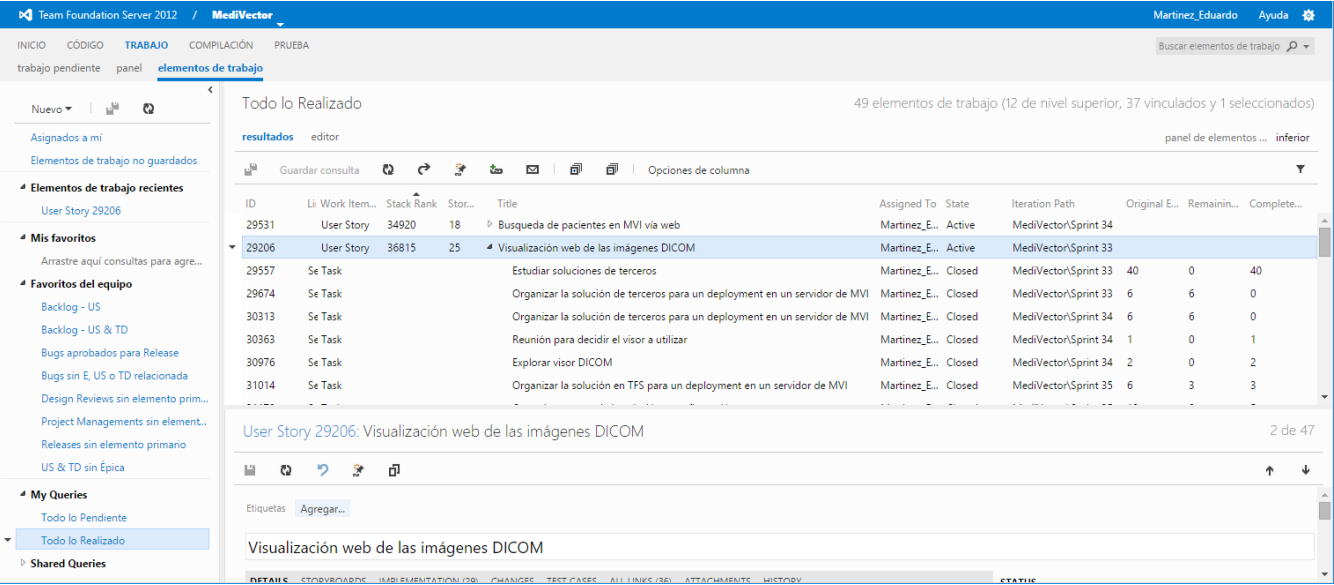 Team Foundation Server 2012 / MediVector Martinez_Eduardo Ayuda
INICIO CÓDIGO TRABAJO COMPILACIÓN PRUEBA Buscar elementos de trabajo
trabajo pendiente panel elementos de trabajo
Nuevo
Asignados a mí
Elementos de trabajo no guardados
Elementos de trabajo recientes
User Story 29206
Mis favoritos
Arrastre aquí consultas para agre...
Favoritos del equipo
Backlog - US
Backlog - US & TD
Bugs aprobados para Release
Bugs sin E, US o TD relacionada
Design Reviews sin elemento prim...
Project Managements sin element...
Releases sin elemento primario
US & TD sin Épica
My Queries
Todo lo Pendiente
Todo lo Realizado
Shared Queries
Todo lo Realizado 49 elementos de trabajo (12 de nivel superior, 37 vinculados y 1 seleccionados)
resultados editor panel de elementos ... inferior
Guardar consulta Opciones de columna
ID Li Work Item... Stack Rank Stor... Title Assigned To State Iteration Path Original E... Remainin... Complete...
29531 User Story 34920 18 Busqueda de pacientes en MVI vía web Martinez_E... Active MediVector\Sprint 34
29206 User Story 36815 25 Visualización web de las imágenes DICOM Martinez_E... Active MediVector\Sprint 33
29557 Se Task Estudiar soluciones de terceros Martinez_E... Closed MediVector\Sprint 33 40 0 40
29674 Se Task Organizar la solución de terceros para un deployment en un servidor de MVI Martinez_E... Closed MediVector\Sprint 33 6 6 0
30313 Se Task Organizar la solución de terceros para un deployment en un servidor de MVI Martinez_E... Closed MediVector\Sprint 34 6 6 0
30363 Se Task Reunión para decidir el visor a utilizar Martinez_E... Closed MediVector\Sprint 34 1 0 1
30976 Se Task Explorar visor DICOM Martinez_E... Closed MediVector\Sprint 34 2 0 2
31014 Se Task Organizar la solución en TFS para un deployment en un servidor de MVI Martinez_E... Closed MediVector\Sprint 35 6 3 3
User Story 29206: Visualización web de las imágenes DICOM 2 de 47
Etiquetas Agregar...
Visualización web de las imágenes DICOM
DETAILS STORYBOARDS IMPLEMENTATION (29) CHANGES TEST CASES ALL LINKS (36) ATTACHMENTS HISTORY STATUS